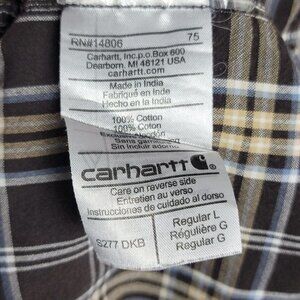 RN#14806 75
Carhartt, Inc.p.o.Box 600
Dearborn. MI 48121 USA
carhartt.com
Made in India
Fabriqué en Inde
Hecho en la India
100% Cotton
100% Coton
Sin
carhartt
Care on reverse side
Entretien au verso
Instrucciones de cuidado al dorso
S277 DKB
Regular L
Régulière G
Regular G